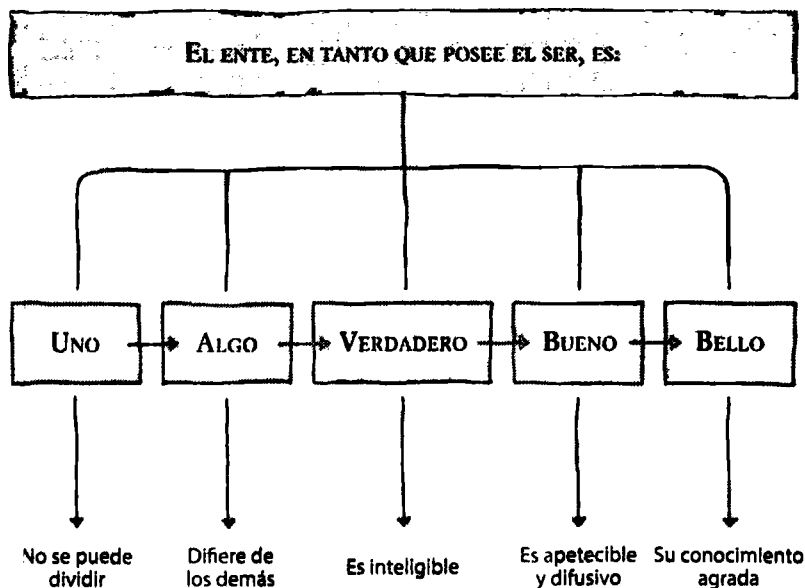 EL ENTE, EN TANTO QUE POSEE EL SER, ES:
UNO
ALGO
VERDADERO
BUENO
BELLO
No se puede
dividir
Difiere de
los demás
Es inteligible
Es apetecible
y difusivo
Su conocimiento
agrada